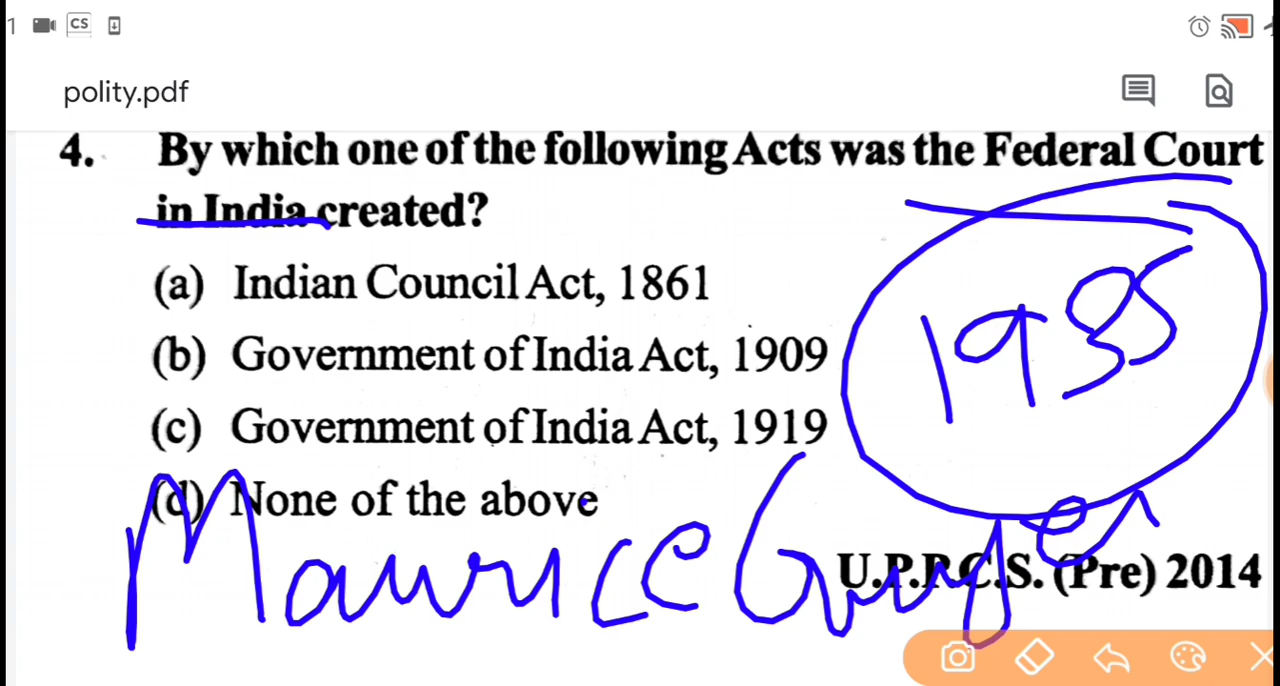 1 CS
polity.pdf
4. By which one of the following Acts was the Federal Court
in India created?
(a) Indian Council Act, 1861
(b) Government of India Act, 1909
1935
(c) Government of India Act, 1919
(d) None of the above
Maurice Gwyer
U.P.P.C.S. (Pre) 2014